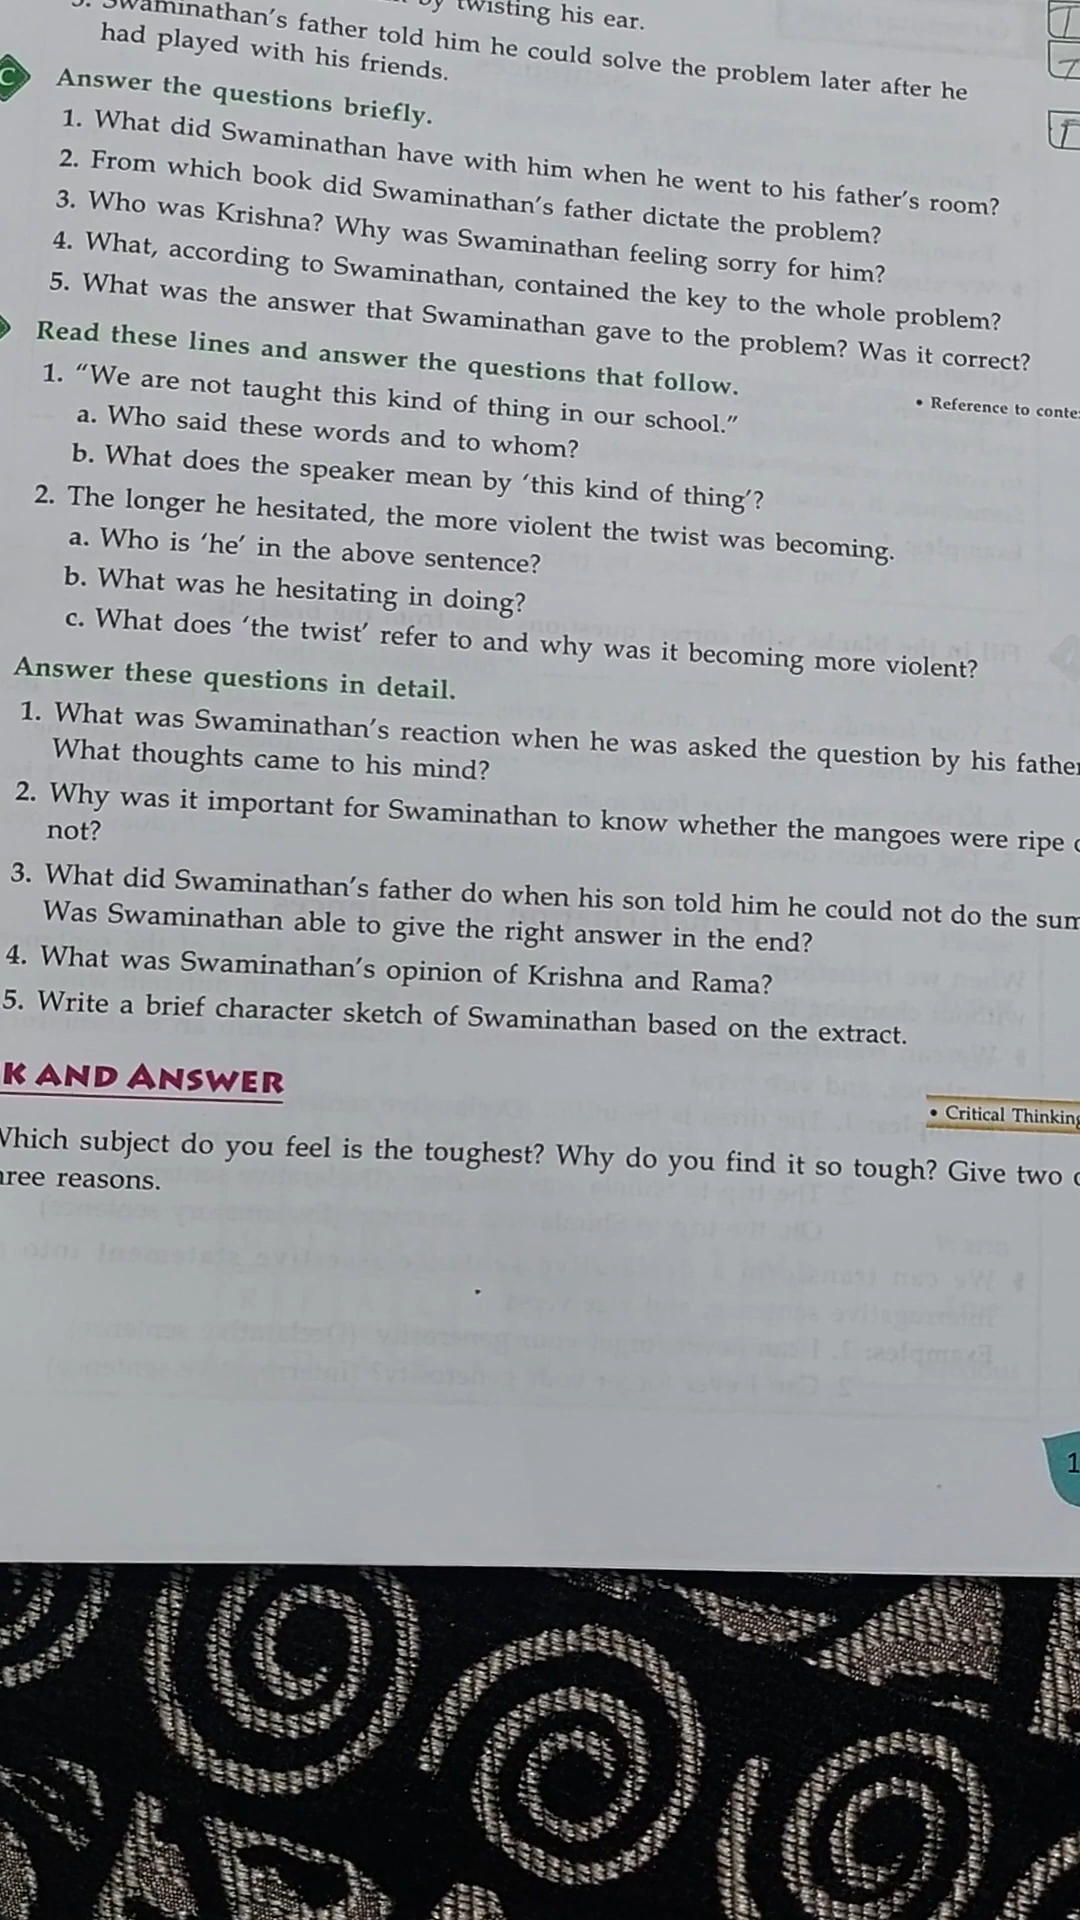 by twisting his ear.
Swaminathan's father told him he could solve the problem later after he
had played with his friends.
C
Answer the questions briefly.
1. What did Swaminathan have with him when he went to his father's room?
2. From which book did Swaminathan's father dictate the problem?
3. Who was Krishna? Why was Swaminathan feeling sorry for him?
4. What, according to Swaminathan, contained the key to the whole problem?
5. What was the answer that Swaminathan gave to the problem? Was it correct?
Read these lines and answer the questions that follow.
• Reference to conte
1. “We are not taught this kind of thing in our school.”
a. Who said these words and to whom?
b. What does the speaker mean by ‘this kind of thing’?
2. The longer he hesitated, the more violent the twist was becoming.
a. Who is ‘he’ in the above sentence?
b. What was he hesitating in doing?
c. What does ‘the twist’ refer to and why was it becoming more violent?
Answer these questions in detail.
1. What was Swaminathan's reaction when he was asked the question by his father
What thoughts came to his mind?
2. Why was it important for Swaminathan to know whether the mangoes were ripe
not?
3. What did Swaminathan's father do when his son told him he could not do the sum
Was Swaminathan able to give the right answer in the end?
4. What was Swaminathan's opinion of Krishna and Rama?
5. Write a brief character sketch of Swaminathan based on the extract.
K AND ANSWER
• Critical Thinking
Which subject do you feel is the toughest? Why do you find it so tough? Give two
ree reasons.
1